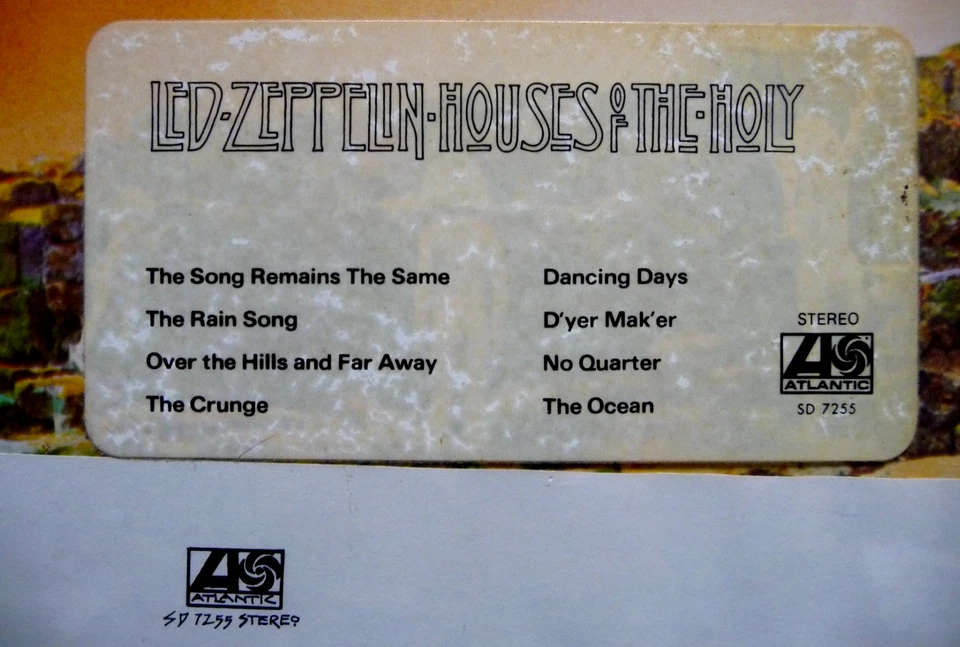 LED·ZEPPELIN·HOUSES OF THE·HOLY
The Song Remains The Same
The Rain Song
Over the Hills and Far Away
The Crunge
Dancing Days
D'yer Mak'er
No Quarter
The Ocean
STEREO
ATLANTIC
SD 7255
ATLANTIC
SD 7255 STEREO